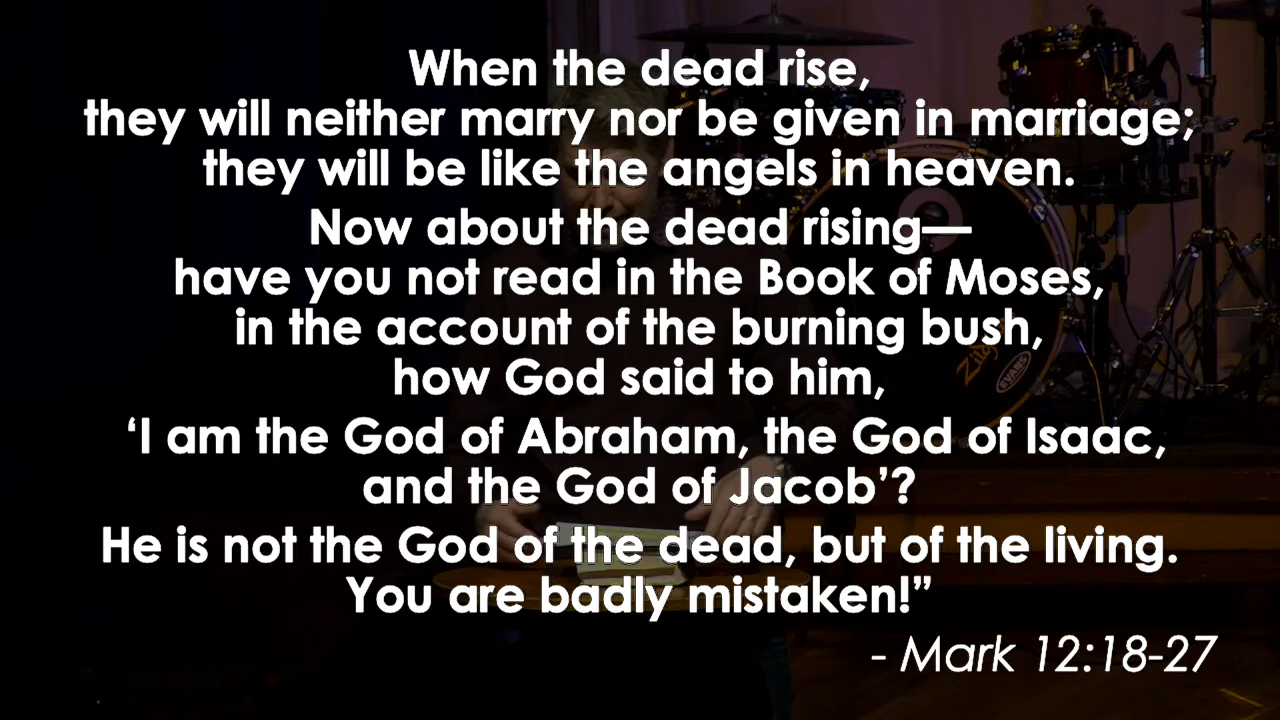 When the dead rise,
they will neither marry nor be given in marriage;
they will be like the angels in heaven.
Now about the dead rising—
have you not read in the Book of Moses,
in the account of the burning bush,
how God said to him,
‘I am the God of Abraham, the God of Isaac,
and the God of Jacob’?
He is not the God of the dead, but of the living.
You are badly mistaken!”
- Mark 12:18-27
EVANS